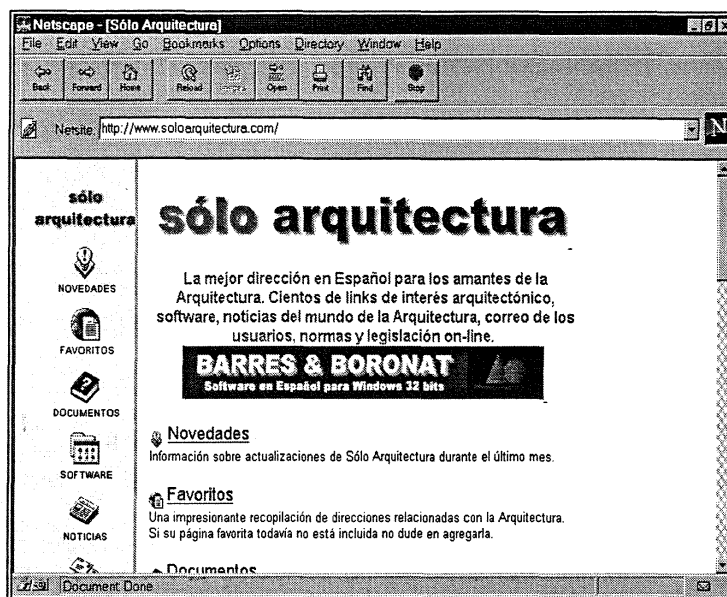 Netscape - [Sólo Arquitectura]
File Edit View Go Bookmarks Options Directory Window Help
Back Forward Home Reload Open Print Find Stop
Netsite: http://www.soloarquitectura.com/
N
sólo
arquitectura
NOVEDADES
FAVORITOS
DOCUMENTOS
SOFTWARE
NOTICIAS
sólo arquitectura
La mejor dirección en Español para los amantes de la
Arquitectura. Cientos de links de interés arquitectónico,
software, noticias del mundo de la Arquitectura, correo de los
usuarios, normas y legislación on-line.
BARRES & BORONAT
Software en Español para Windows 32 bits
Novedades
Información sobre actualizaciones de Sólo Arquitectura durante el último mes.
Favoritos
Una impresionante recopilación de direcciones relacionadas con la Arquitectura.
Si su página favorita todavía no está incluida no dude en agregarla.
Documentos
Document Done